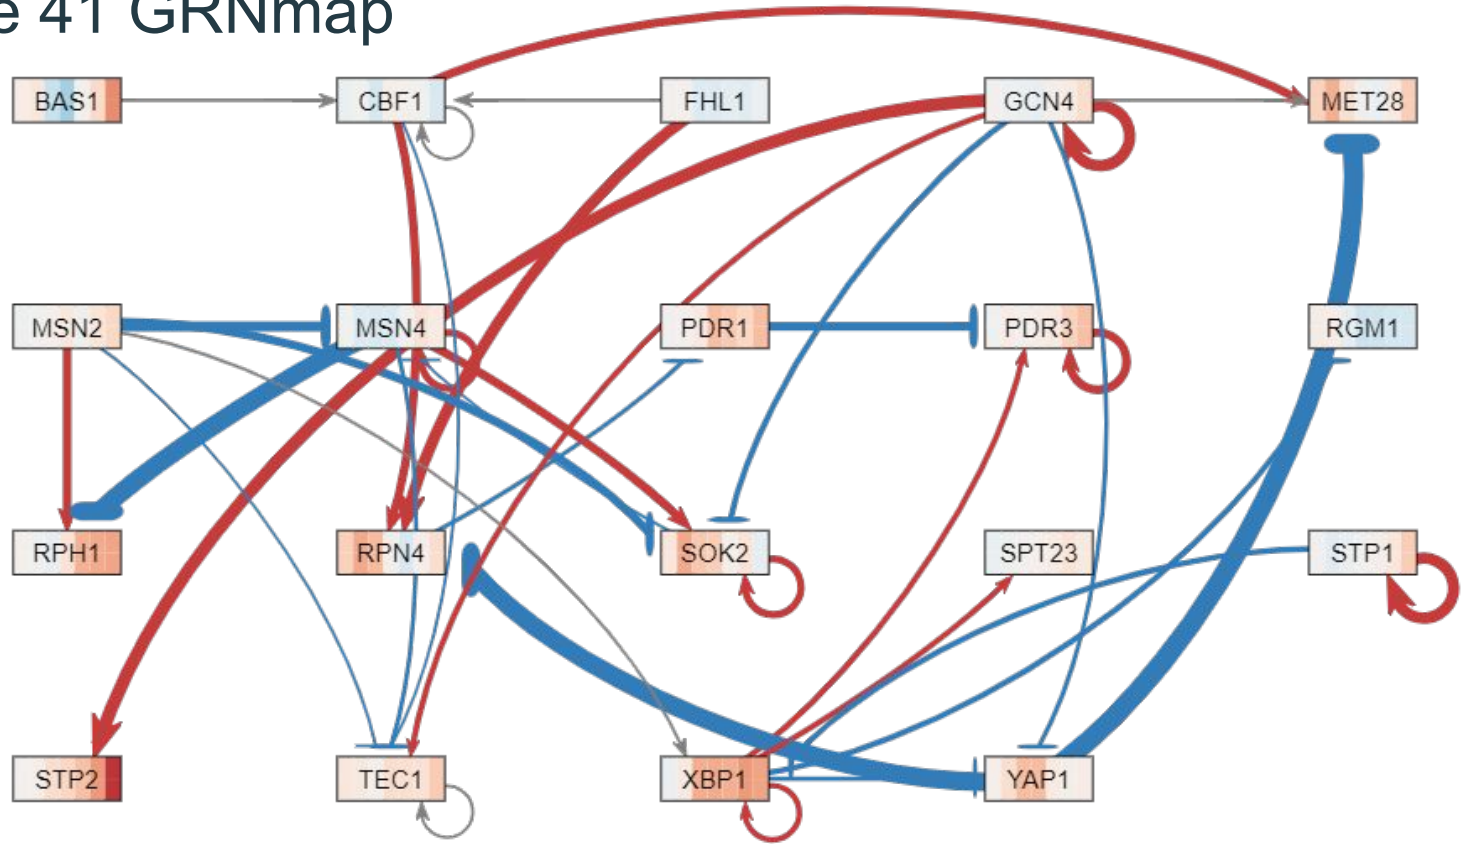 e 41 GRNmap
BAS1 CBF1 FHL1 GCN4 MET28
MSN2 MSN4 PDR1 PDR3 RGM1
RPH1 RPN4 SOK2 SPT23 STP1
STP2 TEC1 XBP1 YAP1